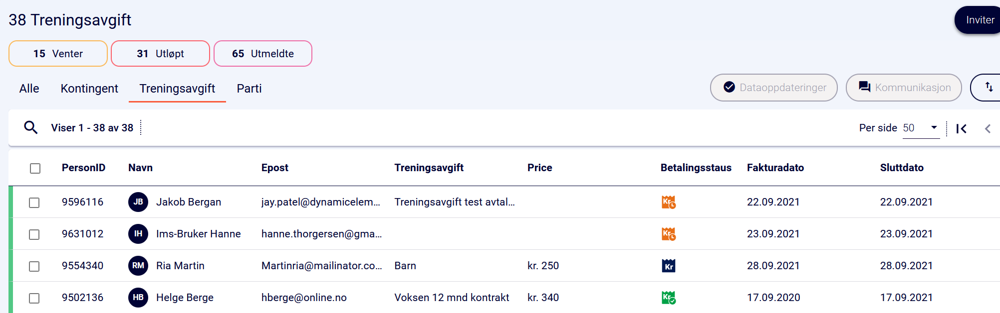 38 Treningsavgift
Inviter
15 Venter 31 Utløpt 65 Utmeldte
Alle Kontingent Treningsavgift Parti
Dataoppdateringer Kommunikasjon
Viser 1 - 38 av 38 Per side 50
PersonID Navn Epost Treningsavgift Price Betalingsstaus Fakturadato Sluttdato
9596116 JB Jakob Bergan jay.patel@dynamicelem... Treningsavgift test avtal... Kr 22.09.2021 22.09.2021
9631012 IH Ims-Bruker Hanne hanne.thorgersen@gma... Kr 23.09.2021 23.09.2021
9554340 RM Ria Martin Martinria@mailinator.co... Barn kr. 250 Kr 28.09.2021 28.09.2021
9502136 HB Helge Berge hberge@online.no Voksen 12 mnd kontrakt kr. 340 Kr 17.09.2020 17.09.2021